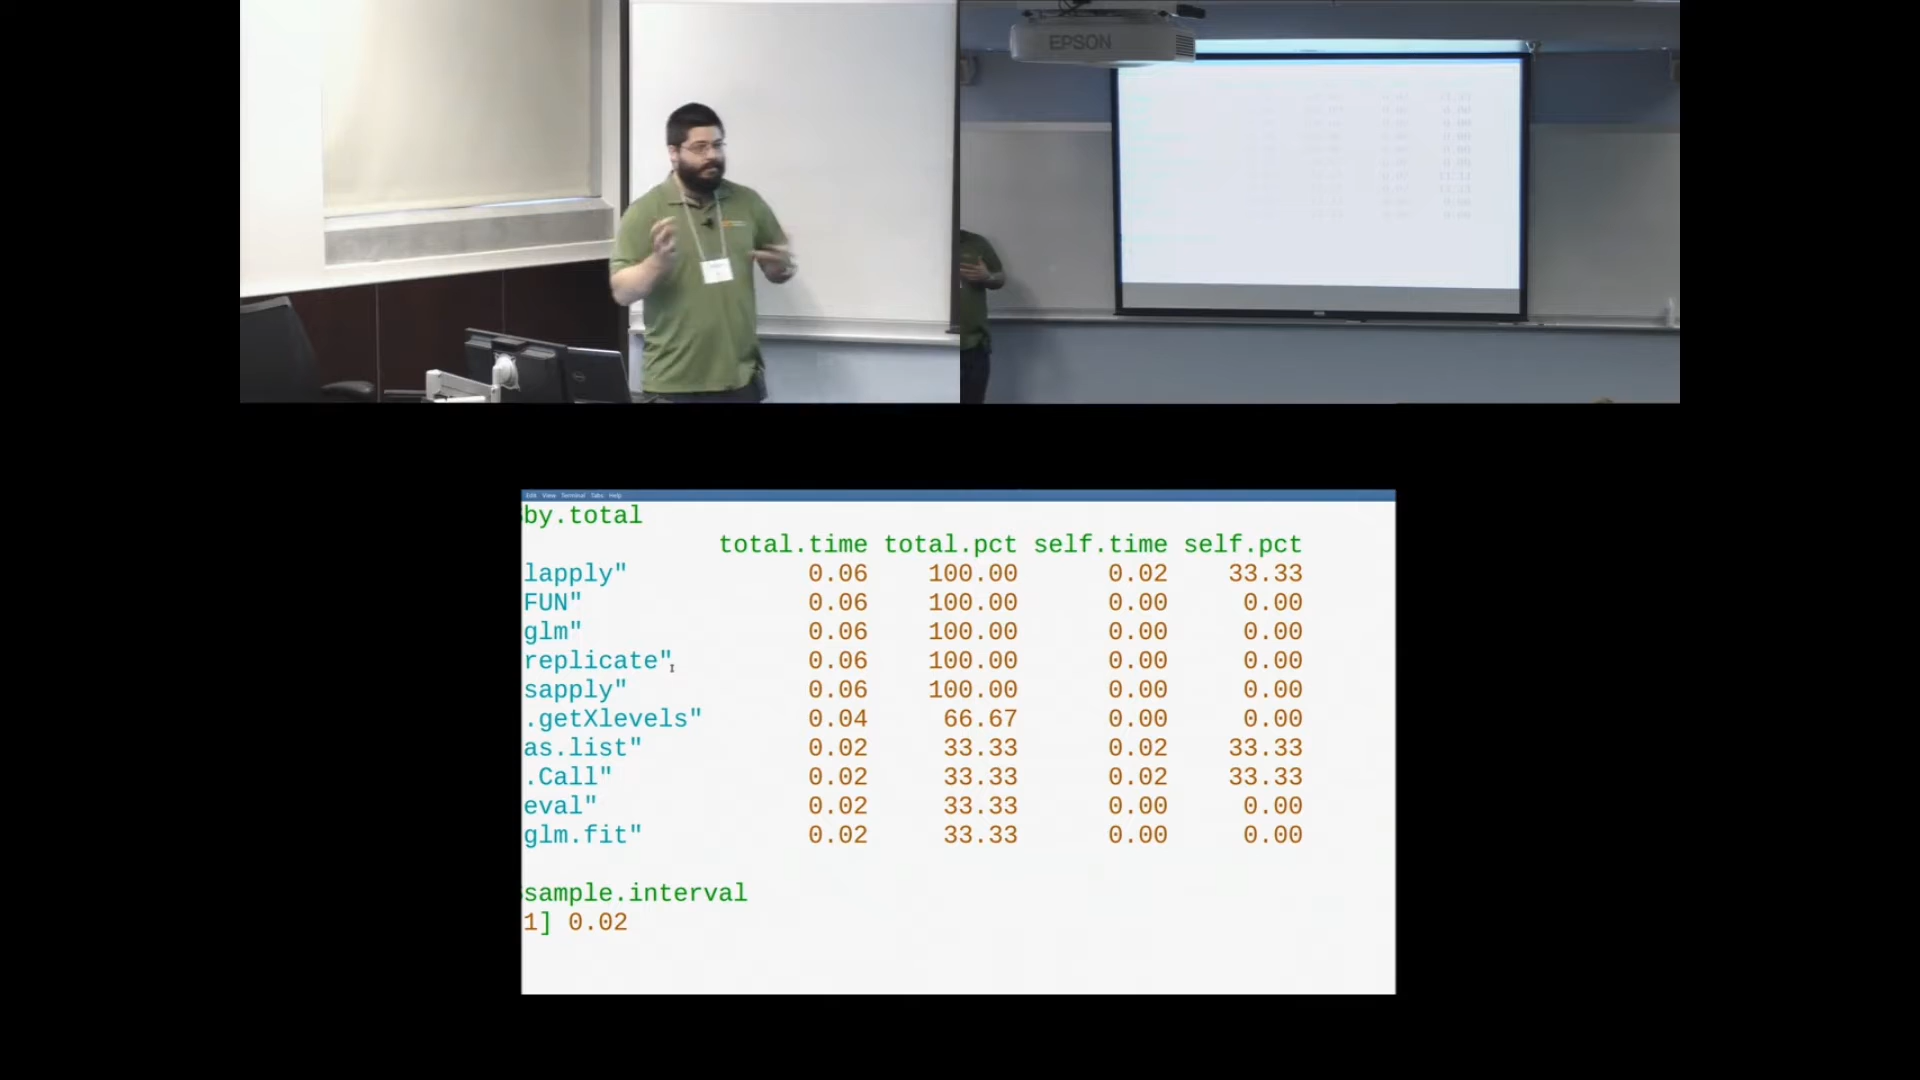 EPSON
Edit View Terminal Tabs Help
by.total
total.time total.pct self.time self.pct
lapply" 0.06 100.00 0.02 33.33
FUN" 0.06 100.00 0.00 0.00
glm" 0.06 100.00 0.00 0.00
replicate" 0.06 100.00 0.00 0.00
sapply" 0.06 100.00 0.00 0.00
.getXlevels" 0.04 66.67 0.00 0.00
as.list" 0.02 33.33 0.02 33.33
.Call" 0.02 33.33 0.02 33.33
eval" 0.02 33.33 0.00 0.00
glm.fit" 0.02 33.33 0.00 0.00
sample.interval
1] 0.02